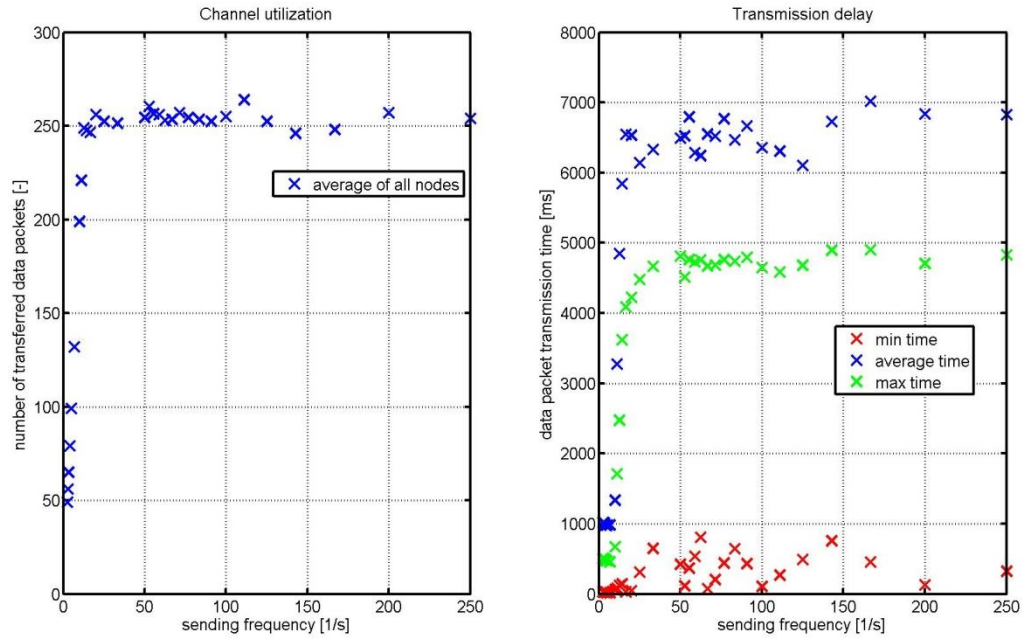 Channel utilization
number of transferred data packets [-]
300
250
200
150
100
50
0
average of all nodes
0 50 100 150 200 250
sending frequency [1/s]
Transmission delay
data packet transmission time [ms]
8000
7000
6000
5000
4000
3000
2000
1000
0
min time
average time
max time
0 50 100 150 200 250
sending frequency [1/s]